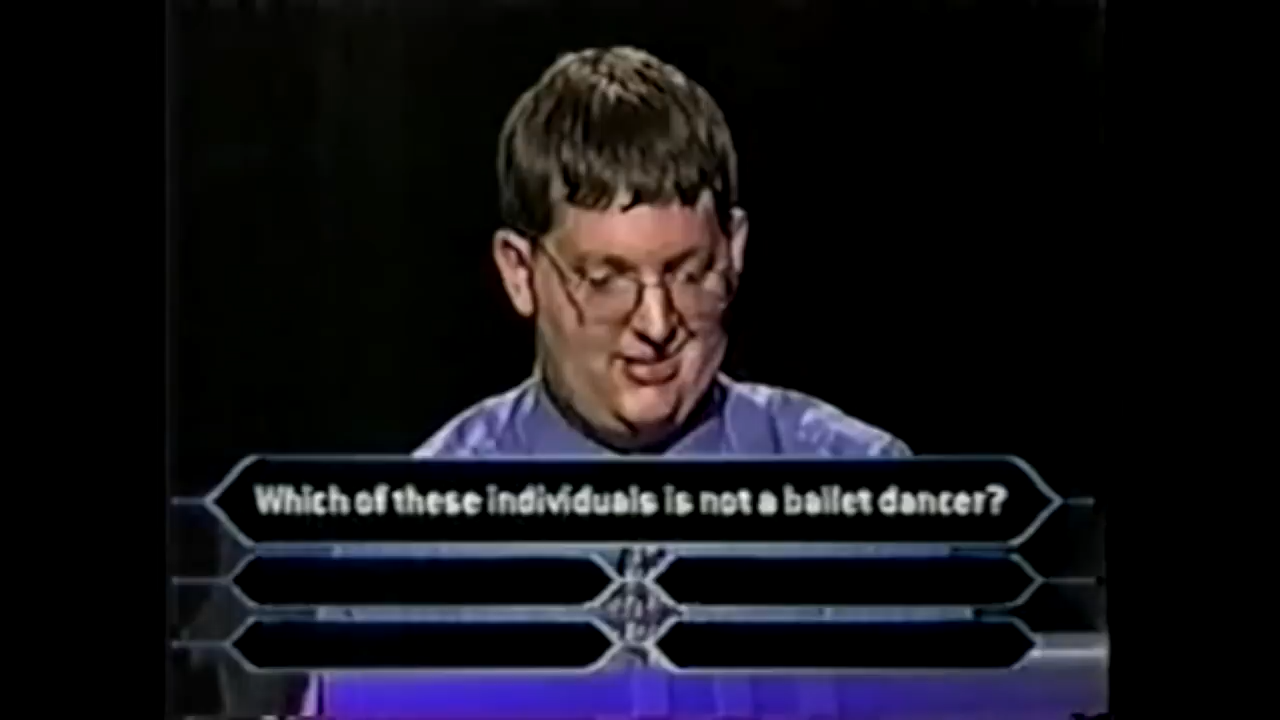 Which of these individuals is not a ballet dancer?